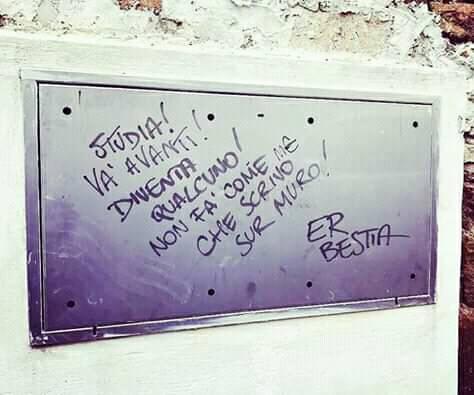 STUDIA!
VA' AVANTI!
DIVENTA
QUALCUNO!
NON FA' COME ME
CHE SCRIVO
SUR MURO!
ER
BESTIA